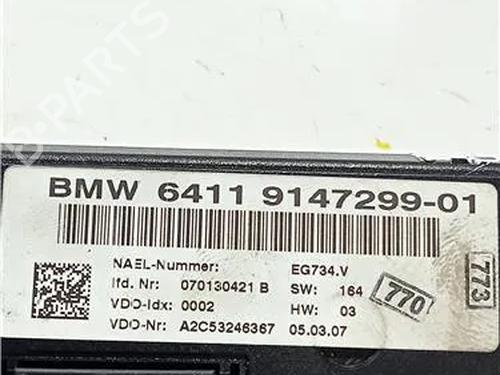 BMW 6411 9147299-01
NAEL-Nummer: EG734.V
lfd. Nr: 070130421 B SW: 164
VDO-Idx: 0002 HW: 03
VDO-Nr: A2C53246367 05.03.07
770
773
B-PARTS